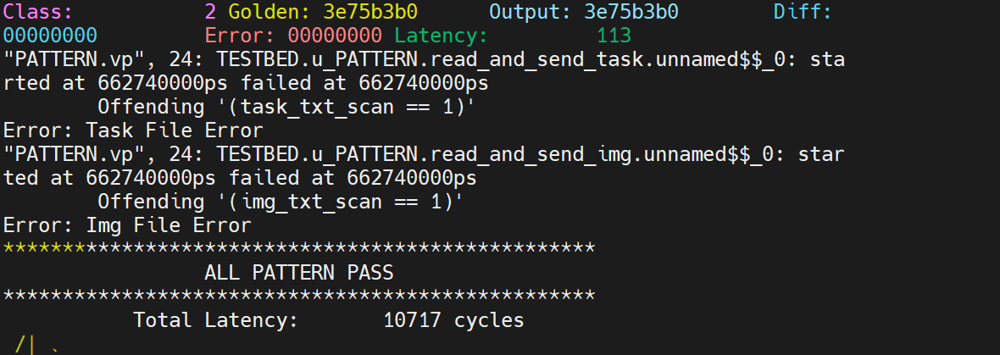 Class:           2 Golden: 3e75b3b0      Output: 3e75b3b0        Diff:
00000000         Error: 00000000 Latency:         113
"PATTERN.vp", 24: TESTBED.u_PATTERN.read_and_send_task.unnamed$$_0: sta
rted at 662740000ps failed at 662740000ps
        Offending '(task_txt_scan == 1)'
Error: Task File Error
"PATTERN.vp", 24: TESTBED.u_PATTERN.read_and_send_img.unnamed$$_0: star
ted at 662740000ps failed at 662740000ps
        Offending '(img_txt_scan == 1)'
Error: Img File Error
**************************************************
                 ALL PATTERN PASS
**************************************************
           Total Latency:       10717 cycles
 /| 、